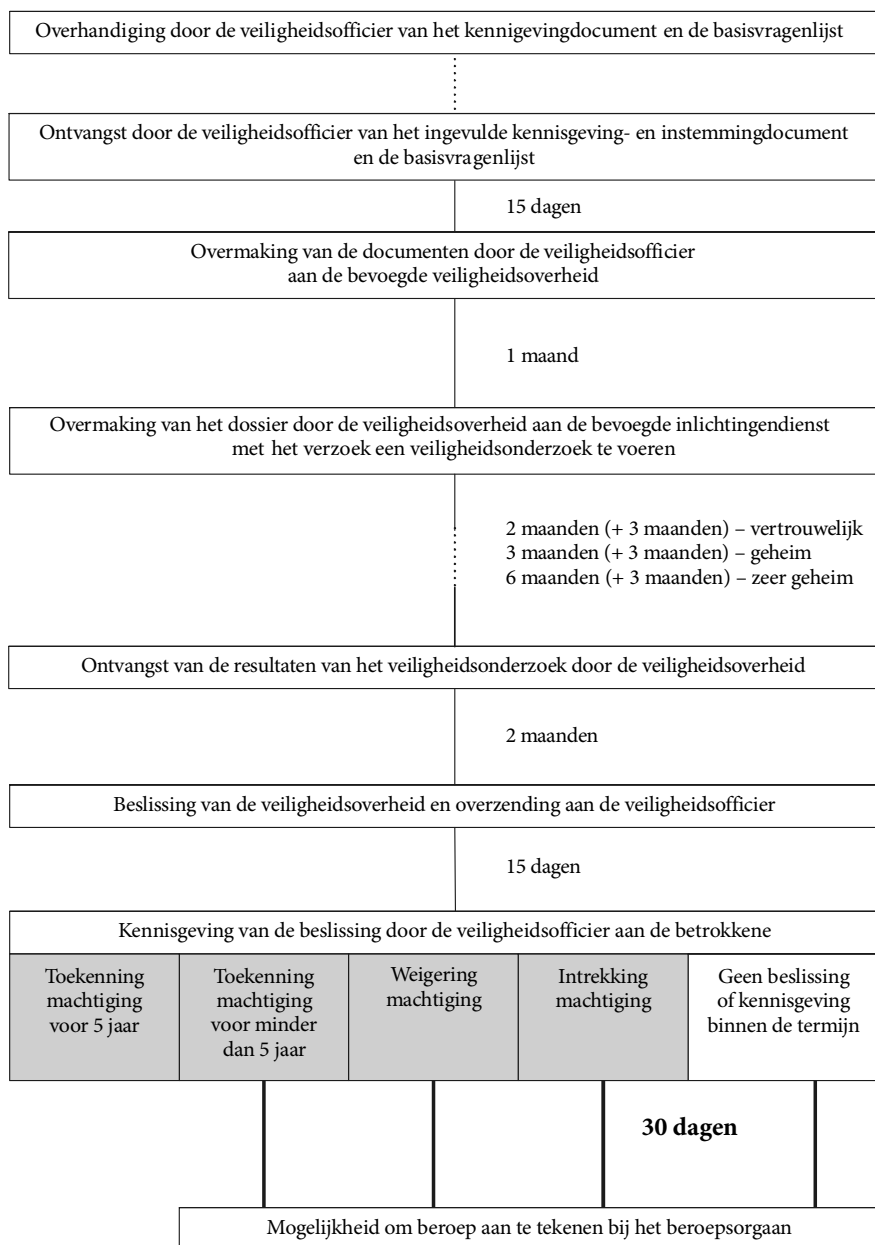 Overhandiging door de veiligheidsofficier van het kennigevingdocument en de basisvragenlijst
Ontvangst door de veiligheidsofficier van het ingevulde kennisgeving- en instemmingdocument
en de basisvragenlijst
15 dagen
Overmaking van de documenten door de veiligheidsofficier
aan de bevoegde veiligheidsoverheid
1 maand
Overmaking van het dossier door de veiligheidsoverheid aan de bevoegde inlichtingendienst
met het verzoek een veiligheidsonderzoek te voeren
2 maanden (+ 3 maanden) – vertrouwelijk
3 maanden (+ 3 maanden) – geheim
6 maanden (+ 3 maanden) – zeer geheim
Ontvangst van de resultaten van het veiligheidsonderzoek door de veiligheidsoverheid
2 maanden
Beslissing van de veiligheidsoverheid en overzending aan de veiligheidsofficier
15 dagen
Kennisgeving van de beslissing door de veiligheidsofficier aan de betrokkene
Toekenning
machtiging
voor 5 jaar
Toekenning
machtiging
voor minder
dan 5 jaar
Weigering
machtiging
Intrekking
machtiging
Geen beslissing
of kennisgeving
binnen de termijn
30 dagen
Mogelijkheid om beroep aan te tekenen bij het beroepsorgaan